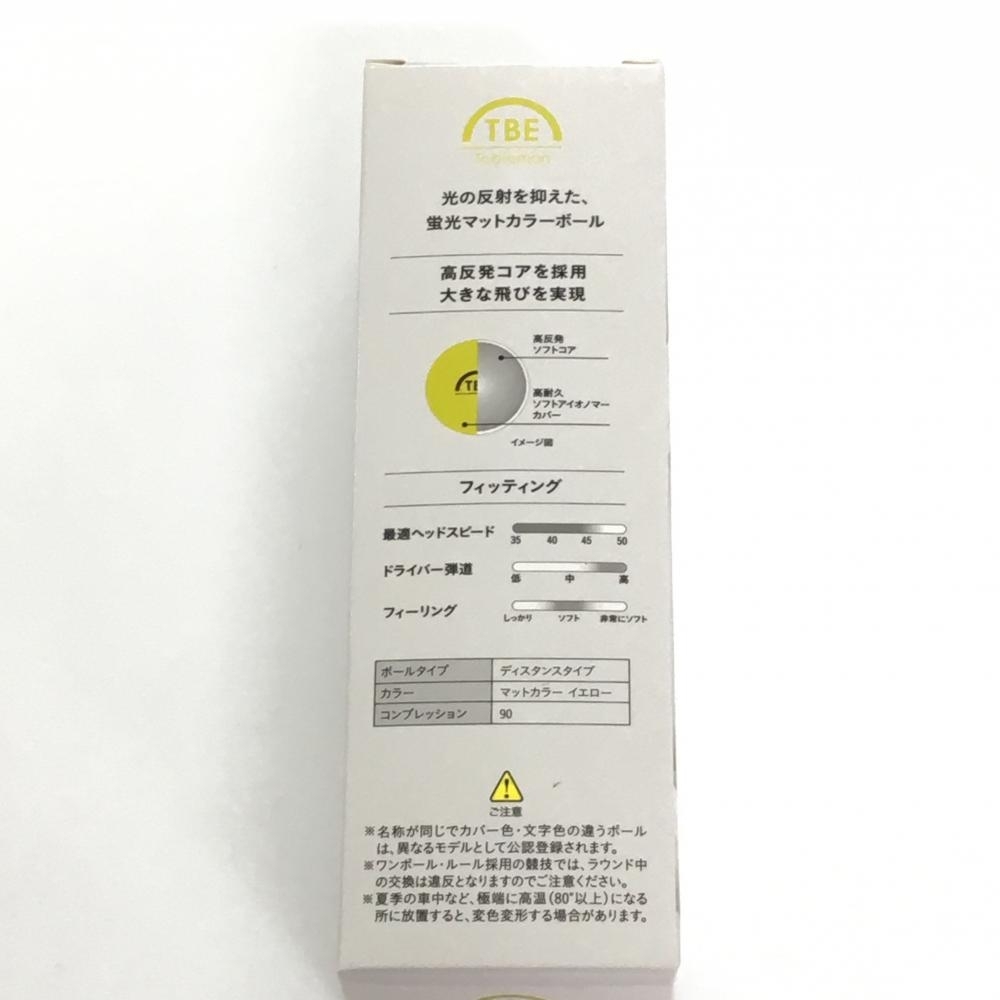 TBE
Tobiemon
光の反射を抑えた、
蛍光マットカラーボール
高反発コアを採用
大きな飛びを実現
高反発
ソフトコア
TB
高耐久
ソフトアイオノマー
カバー
イメージ図
フィッティング
最適ヘッドスピード
35 40 45 50
ドライバー弾道
低 中 高
フィーリング
しっかり ソフト 非常にソフト
ボールタイプ ディスタンスタイプ
カラー マットカラー イエロー
コンプレッション 90
ご注意
※名称が同じでカバー色・文字色の違うボール
は、異なるモデルとして公認登録されます。
※ワンボール・ルール採用の競技では、ラウンド中
の交換は違反となりますのでご注意ください。
※夏季の車中など、極端に高温(80°以上)になる
所に放置すると、変色変形する場合があります。